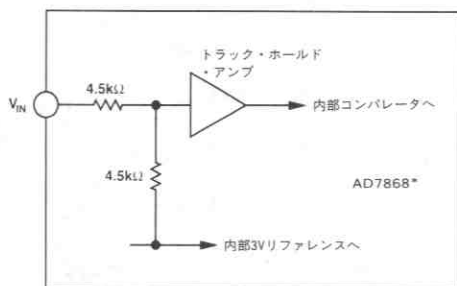 トラック・ホールド
・アンプ
4.5kΩ
V_IN
内部コンパレータへ
4.5kΩ
AD7868*
内部3Vリファレンスへ